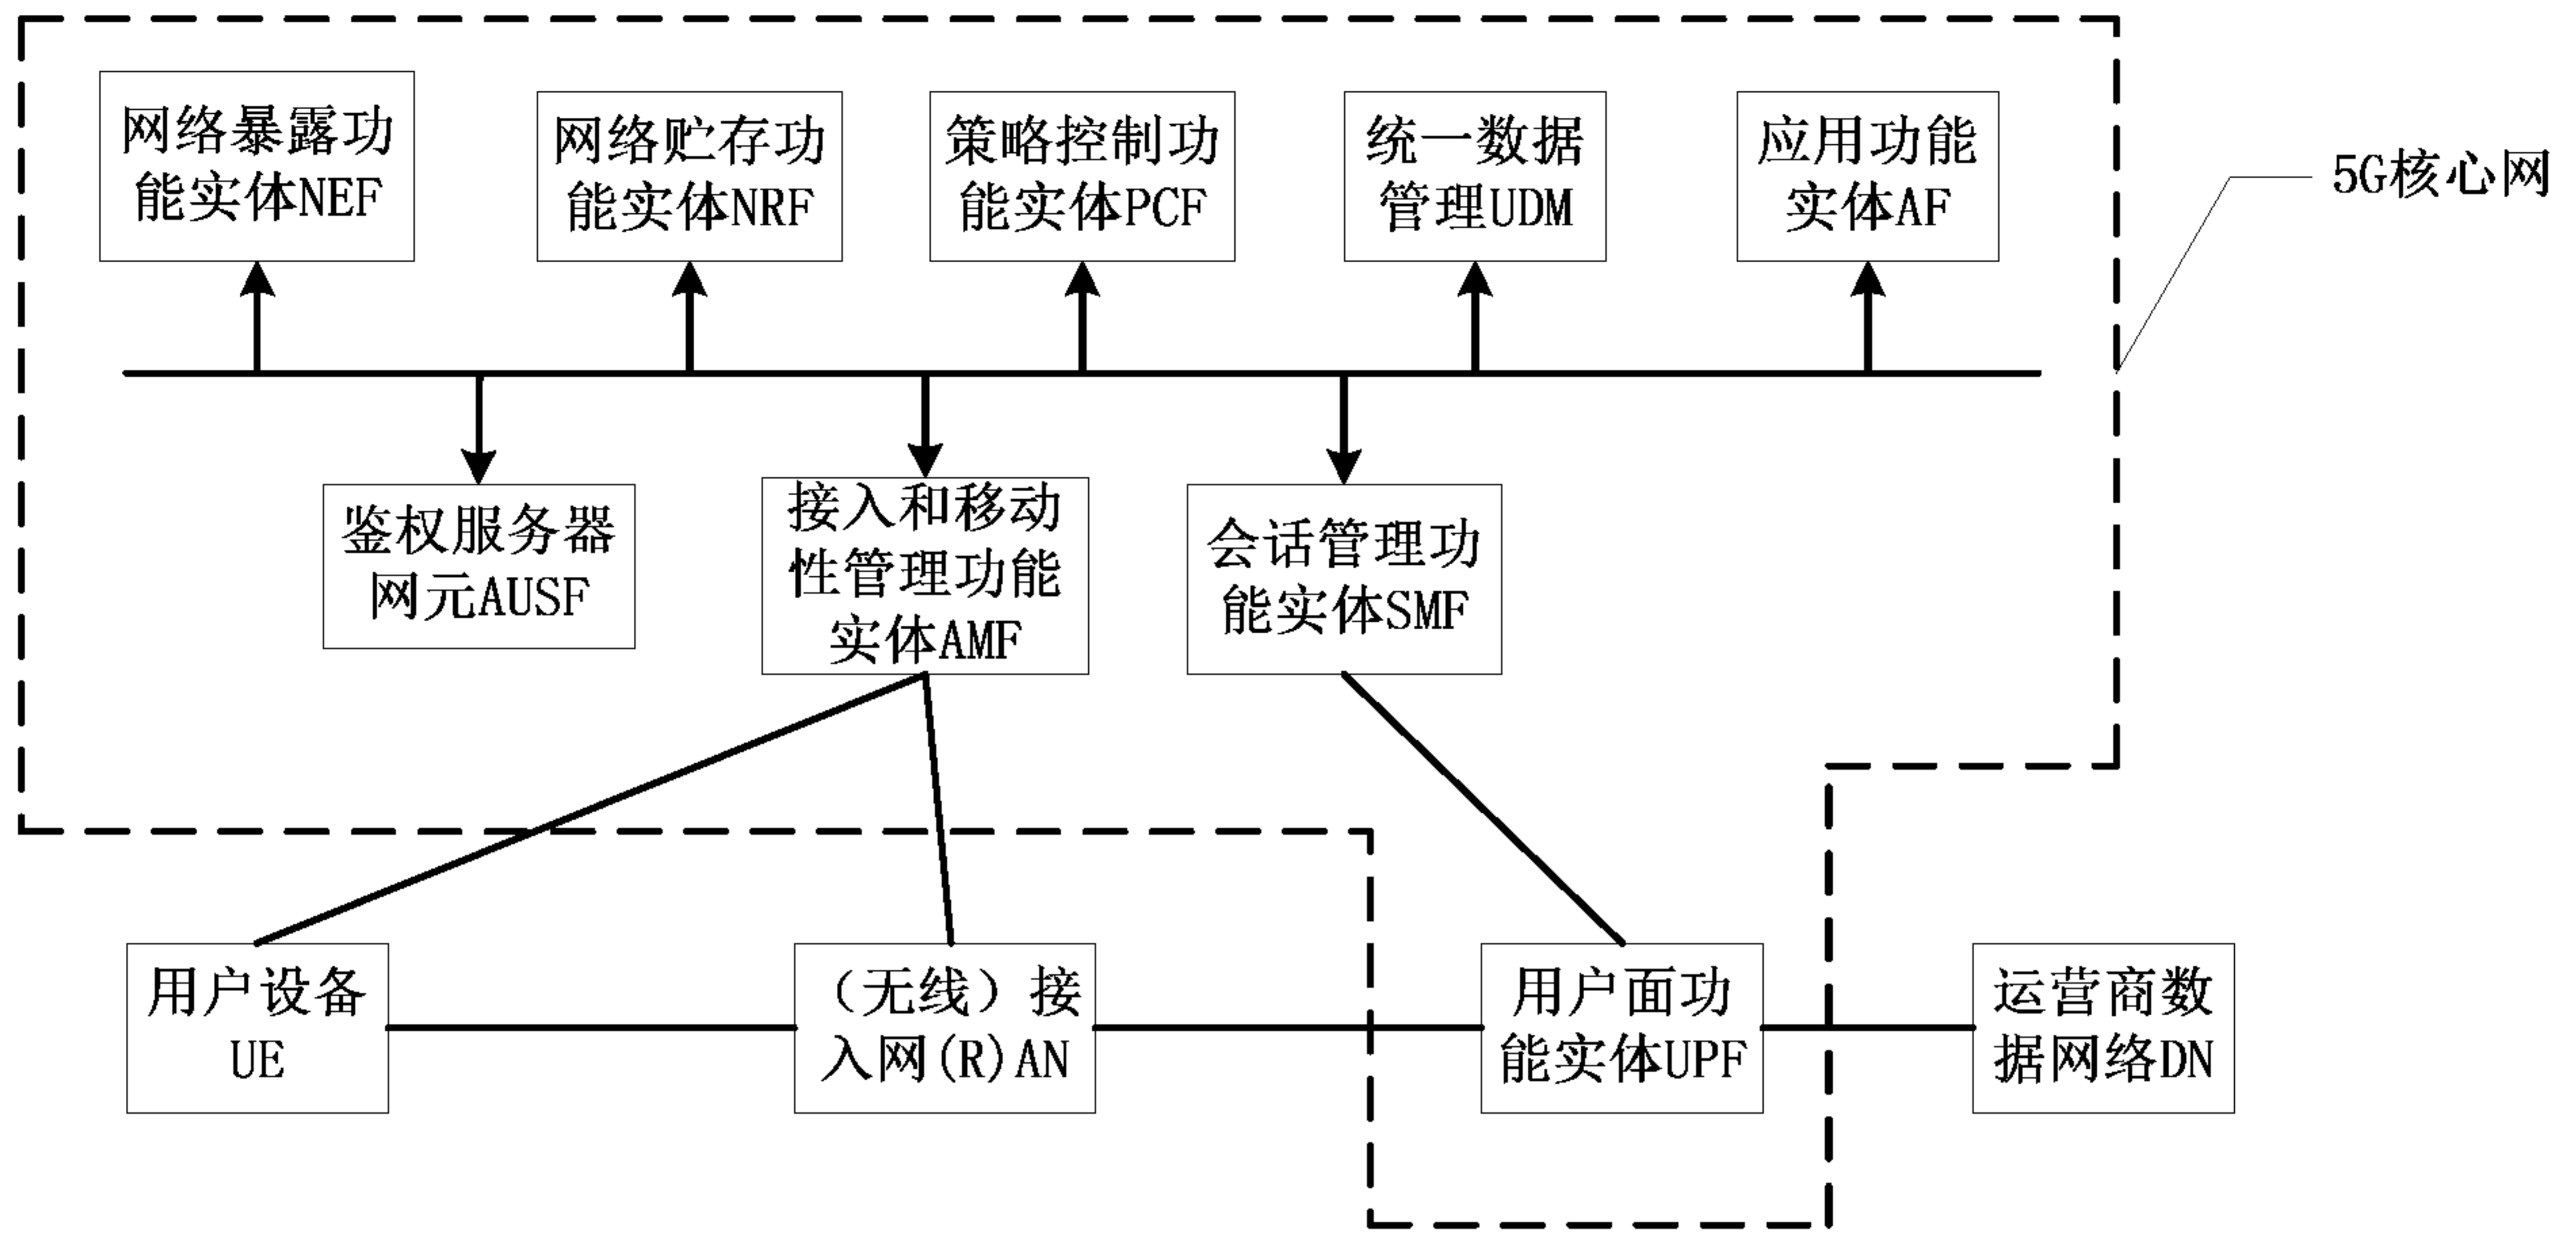 网络暴露功
能实体NEF
网络贮存功
能实体NRF
策略控制功
能实体PCF
统一数据
管理UDM
应用功能
实体AF
5G核心网
鉴权服务器
网元AUSF
接入和移动
性管理功能
实体AMF
会话管理功
能实体SMF
用户设备
UE
（无线）接
入网(R)AN
用户面功
能实体UPF
运营商数
据网络DN